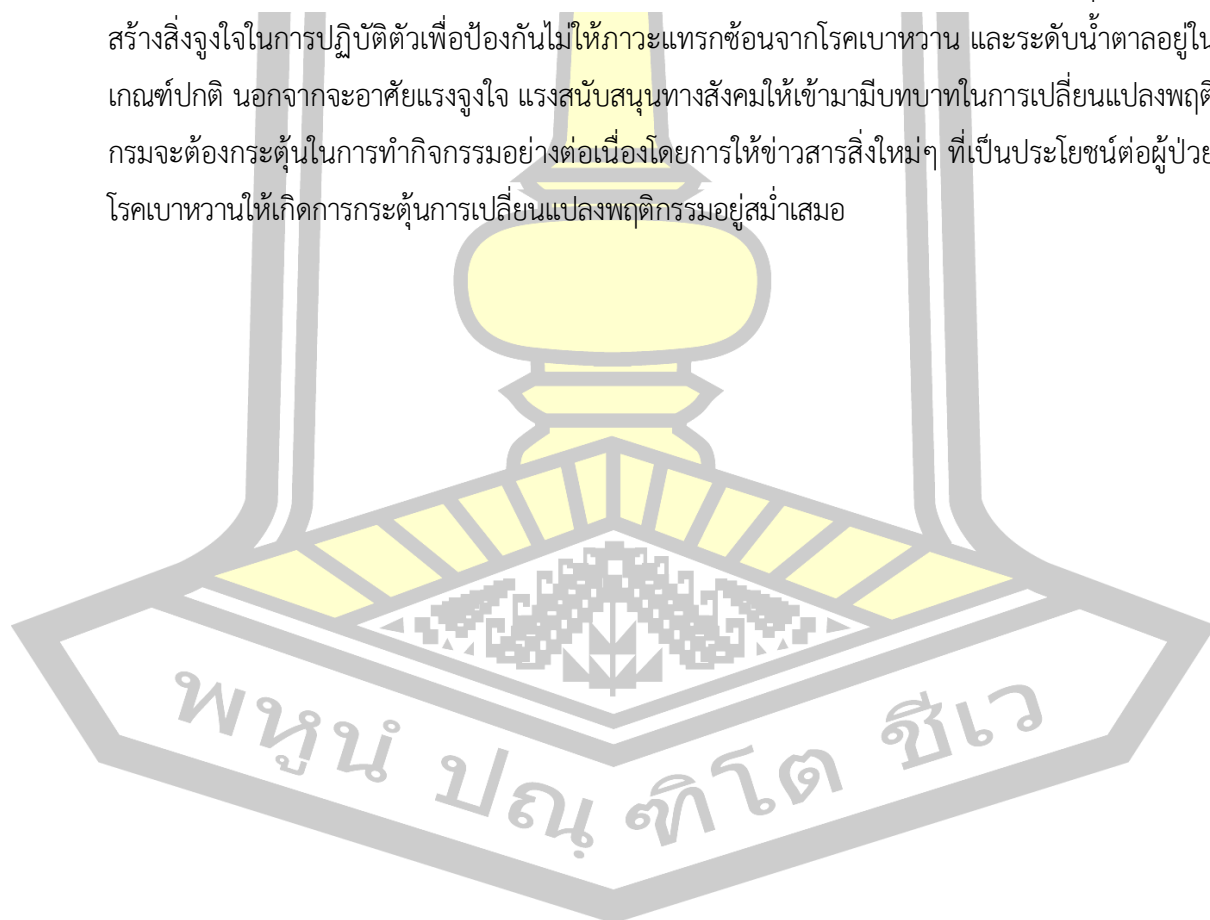 สร้างสิ่งจูงใจในการปฏิบัติตัวเพื่อป้องกันไม่ให้ภาวะแทรกซ้อนจากโรคเบาหวาน และระดับน้ำตาลอยู่ใน
เกณฑ์ปกติ นอกจากจะอาศัยแรงจูงใจ แรงสนับสนุนทางสังคมให้เข้ามามีบทบาทในการเปลี่ยนแปลงพฤติ
กรมจะต้องกระตุ้นในการทำกิจกรรมอย่างต่อเนื่องโดยการให้ข่าวสารสิ่งใหม่ๆ ที่เป็นประโยชน์ต่อผู้ป่วย
โรคเบาหวานให้เกิดการกระตุ้นการเปลี่ยนแปลงพฤติกรรมอยู่สม่ำเสมอ
พหูนํ ปณฺฑิโต ชีเว